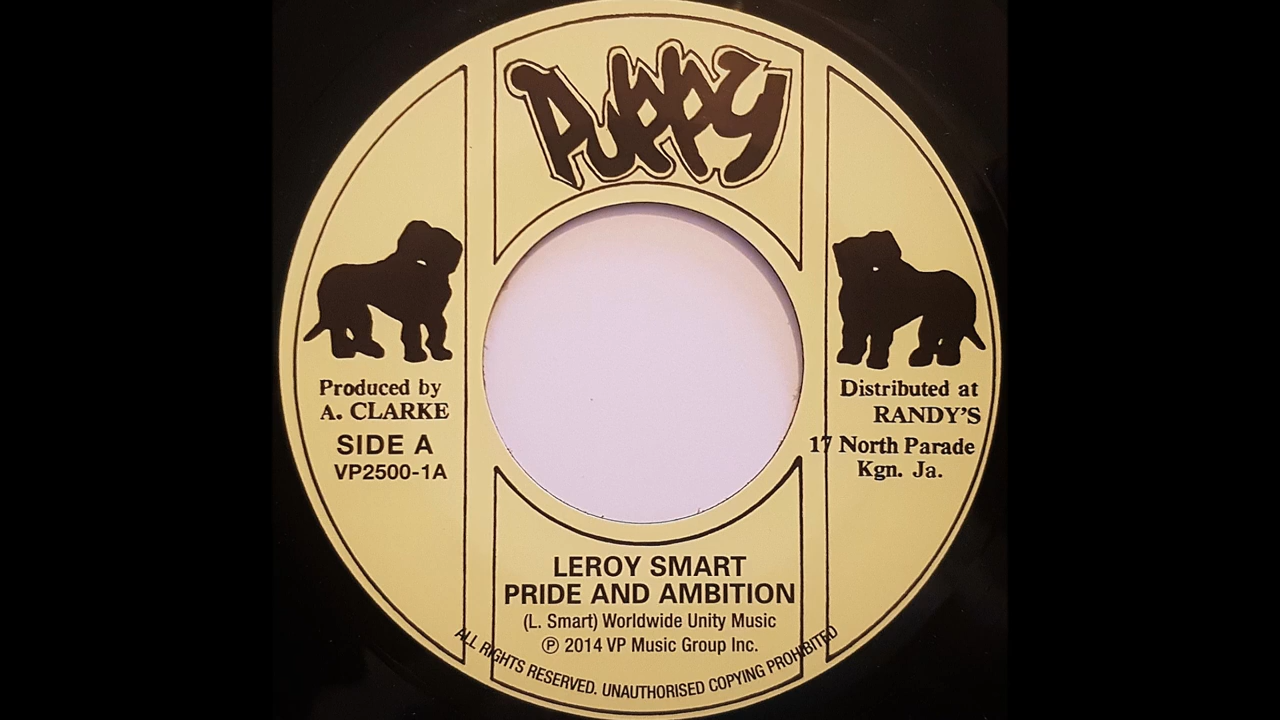 PUPPY
Produced by
A. CLARKE
SIDE A
VP2500-1A
Distributed at
RANDY'S
17 North Parade
Kgn. Ja.
LEROY SMART
PRIDE AND AMBITION
(L. Smart) Worldwide Unity Music
℗ 2014 VP Music Group Inc.
ALL RIGHTS RESERVED. UNAUTHORISED COPYING PROHIBITED